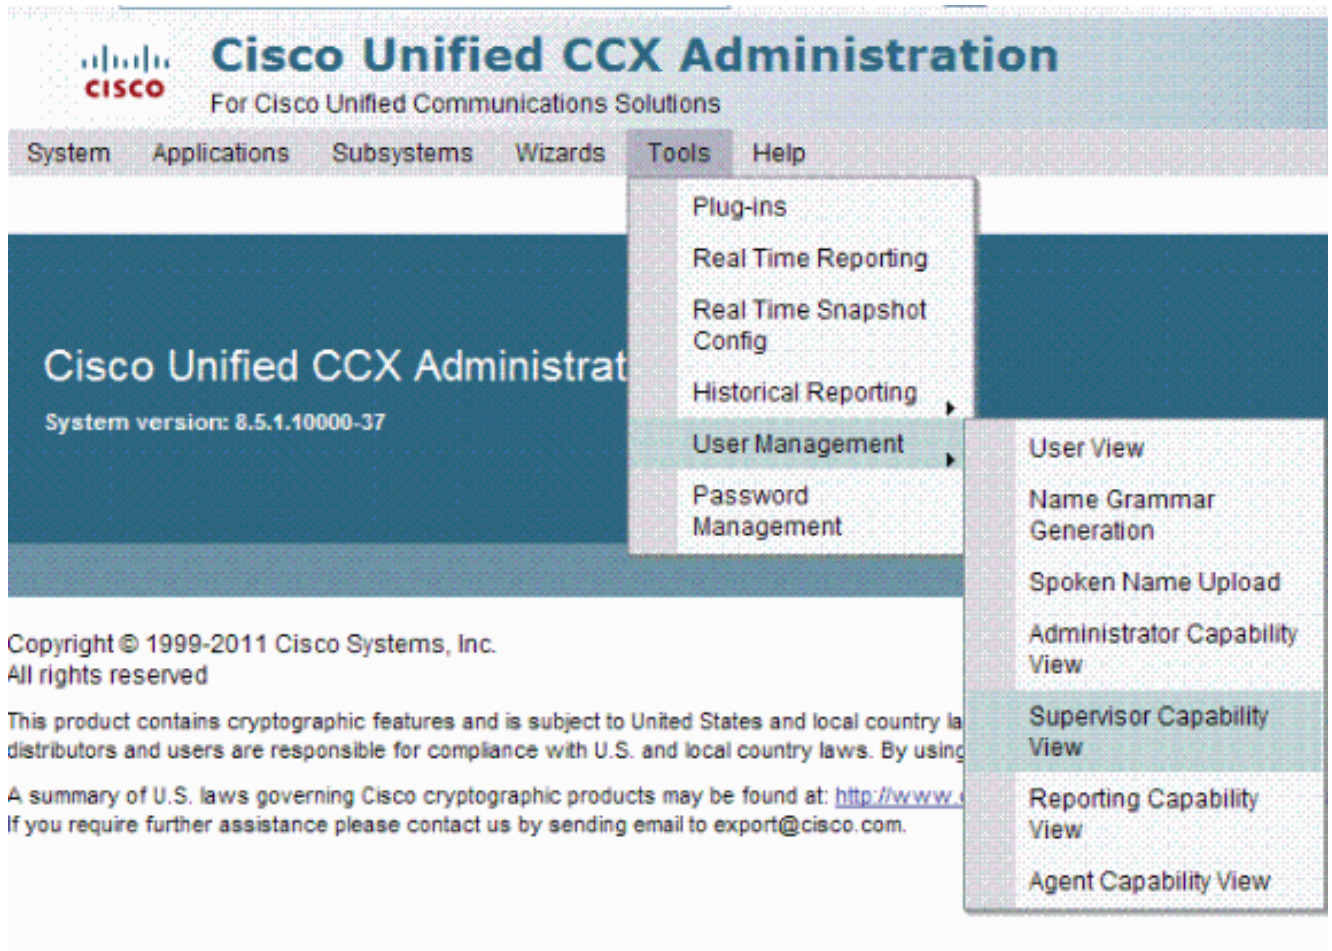 CISCO
Cisco Unified CCX Administration
For Cisco Unified Communications Solutions
System Applications Subsystems Wizards Tools Help
Plug-ins
Real Time Reporting
Real Time Snapshot
Config
Historical Reporting
User Management
Password
Management
User View
Name Grammar
Generation
Spoken Name Upload
Administrator Capability
View
Supervisor Capability
View
Reporting Capability
View
Agent Capability View
Cisco Unified CCX Administrat
System version: 8.5.1.10000-37
Copyright © 1999-2011 Cisco Systems, Inc.
All rights reserved
This product contains cryptographic features and is subject to United States and local country la
distributors and users are responsible for compliance with U.S. and local country laws. By using
A summary of U.S. laws governing Cisco cryptographic products may be found at: http://www.
If you require further assistance please contact us by sending email to export@cisco.com.